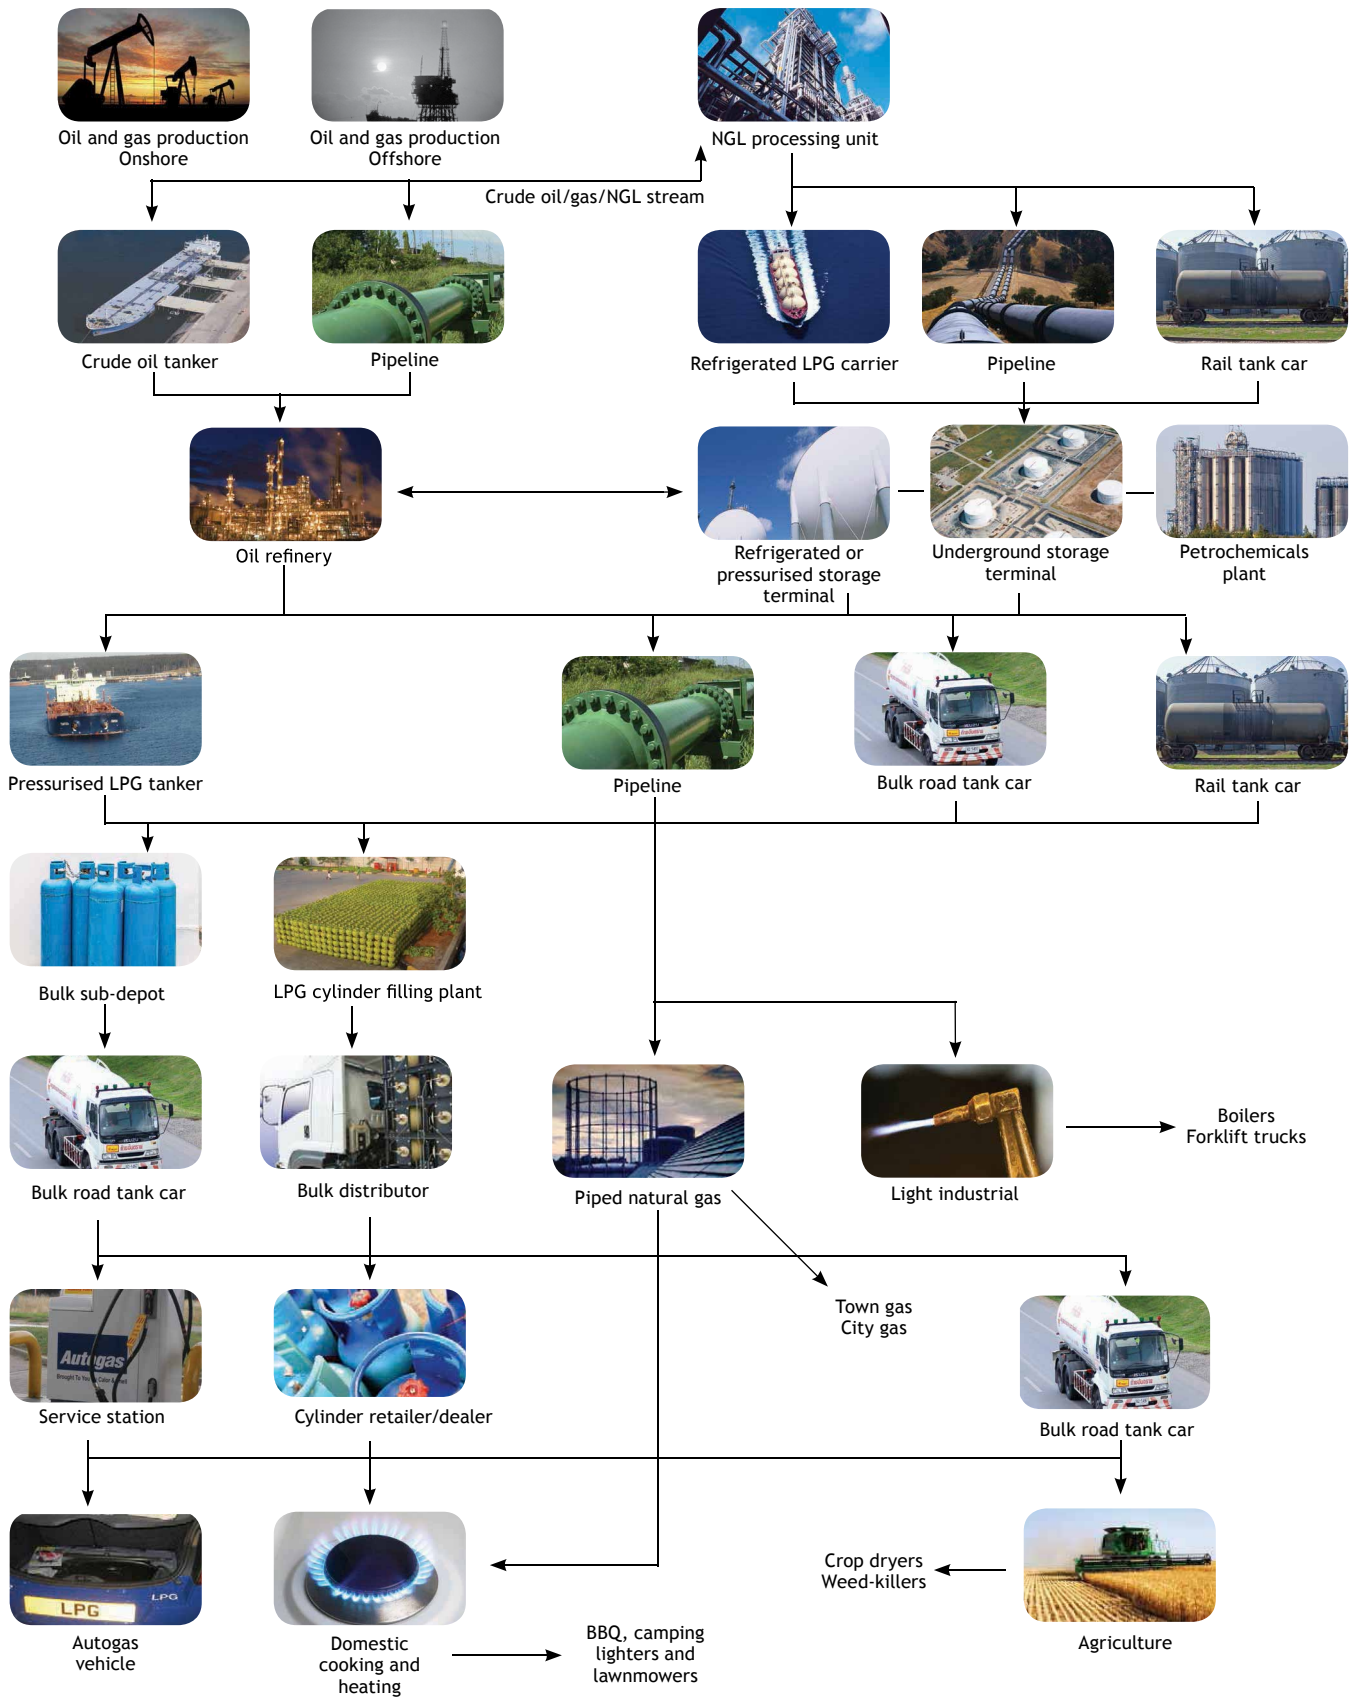 Oil and gas production
Onshore
Oil and gas production
Offshore
NGL processing unit
Crude oil/gas/NGL stream
Crude oil tanker
Pipeline
Refrigerated LPG carrier
Pipeline
Rail tank car
Oil refinery
Refrigerated or
pressurised storage
terminal
Underground storage
terminal
Petrochemicals
plant
Pressurised LPG tanker
Pipeline
Bulk road tank car
Rail tank car
Bulk sub-depot
LPG cylinder filling plant
Bulk road tank car
Bulk distributor
Piped natural gas
Light industrial
Boilers
Forklift trucks
Town gas
City gas
Autogas
Service station
Cylinder retailer/dealer
Bulk road tank car
LPG
LPG
Autogas
vehicle
Domestic
cooking and
heating
BBQ, camping
lighters and
lawnmowers
Crop dryers
Weed-killers
Agriculture